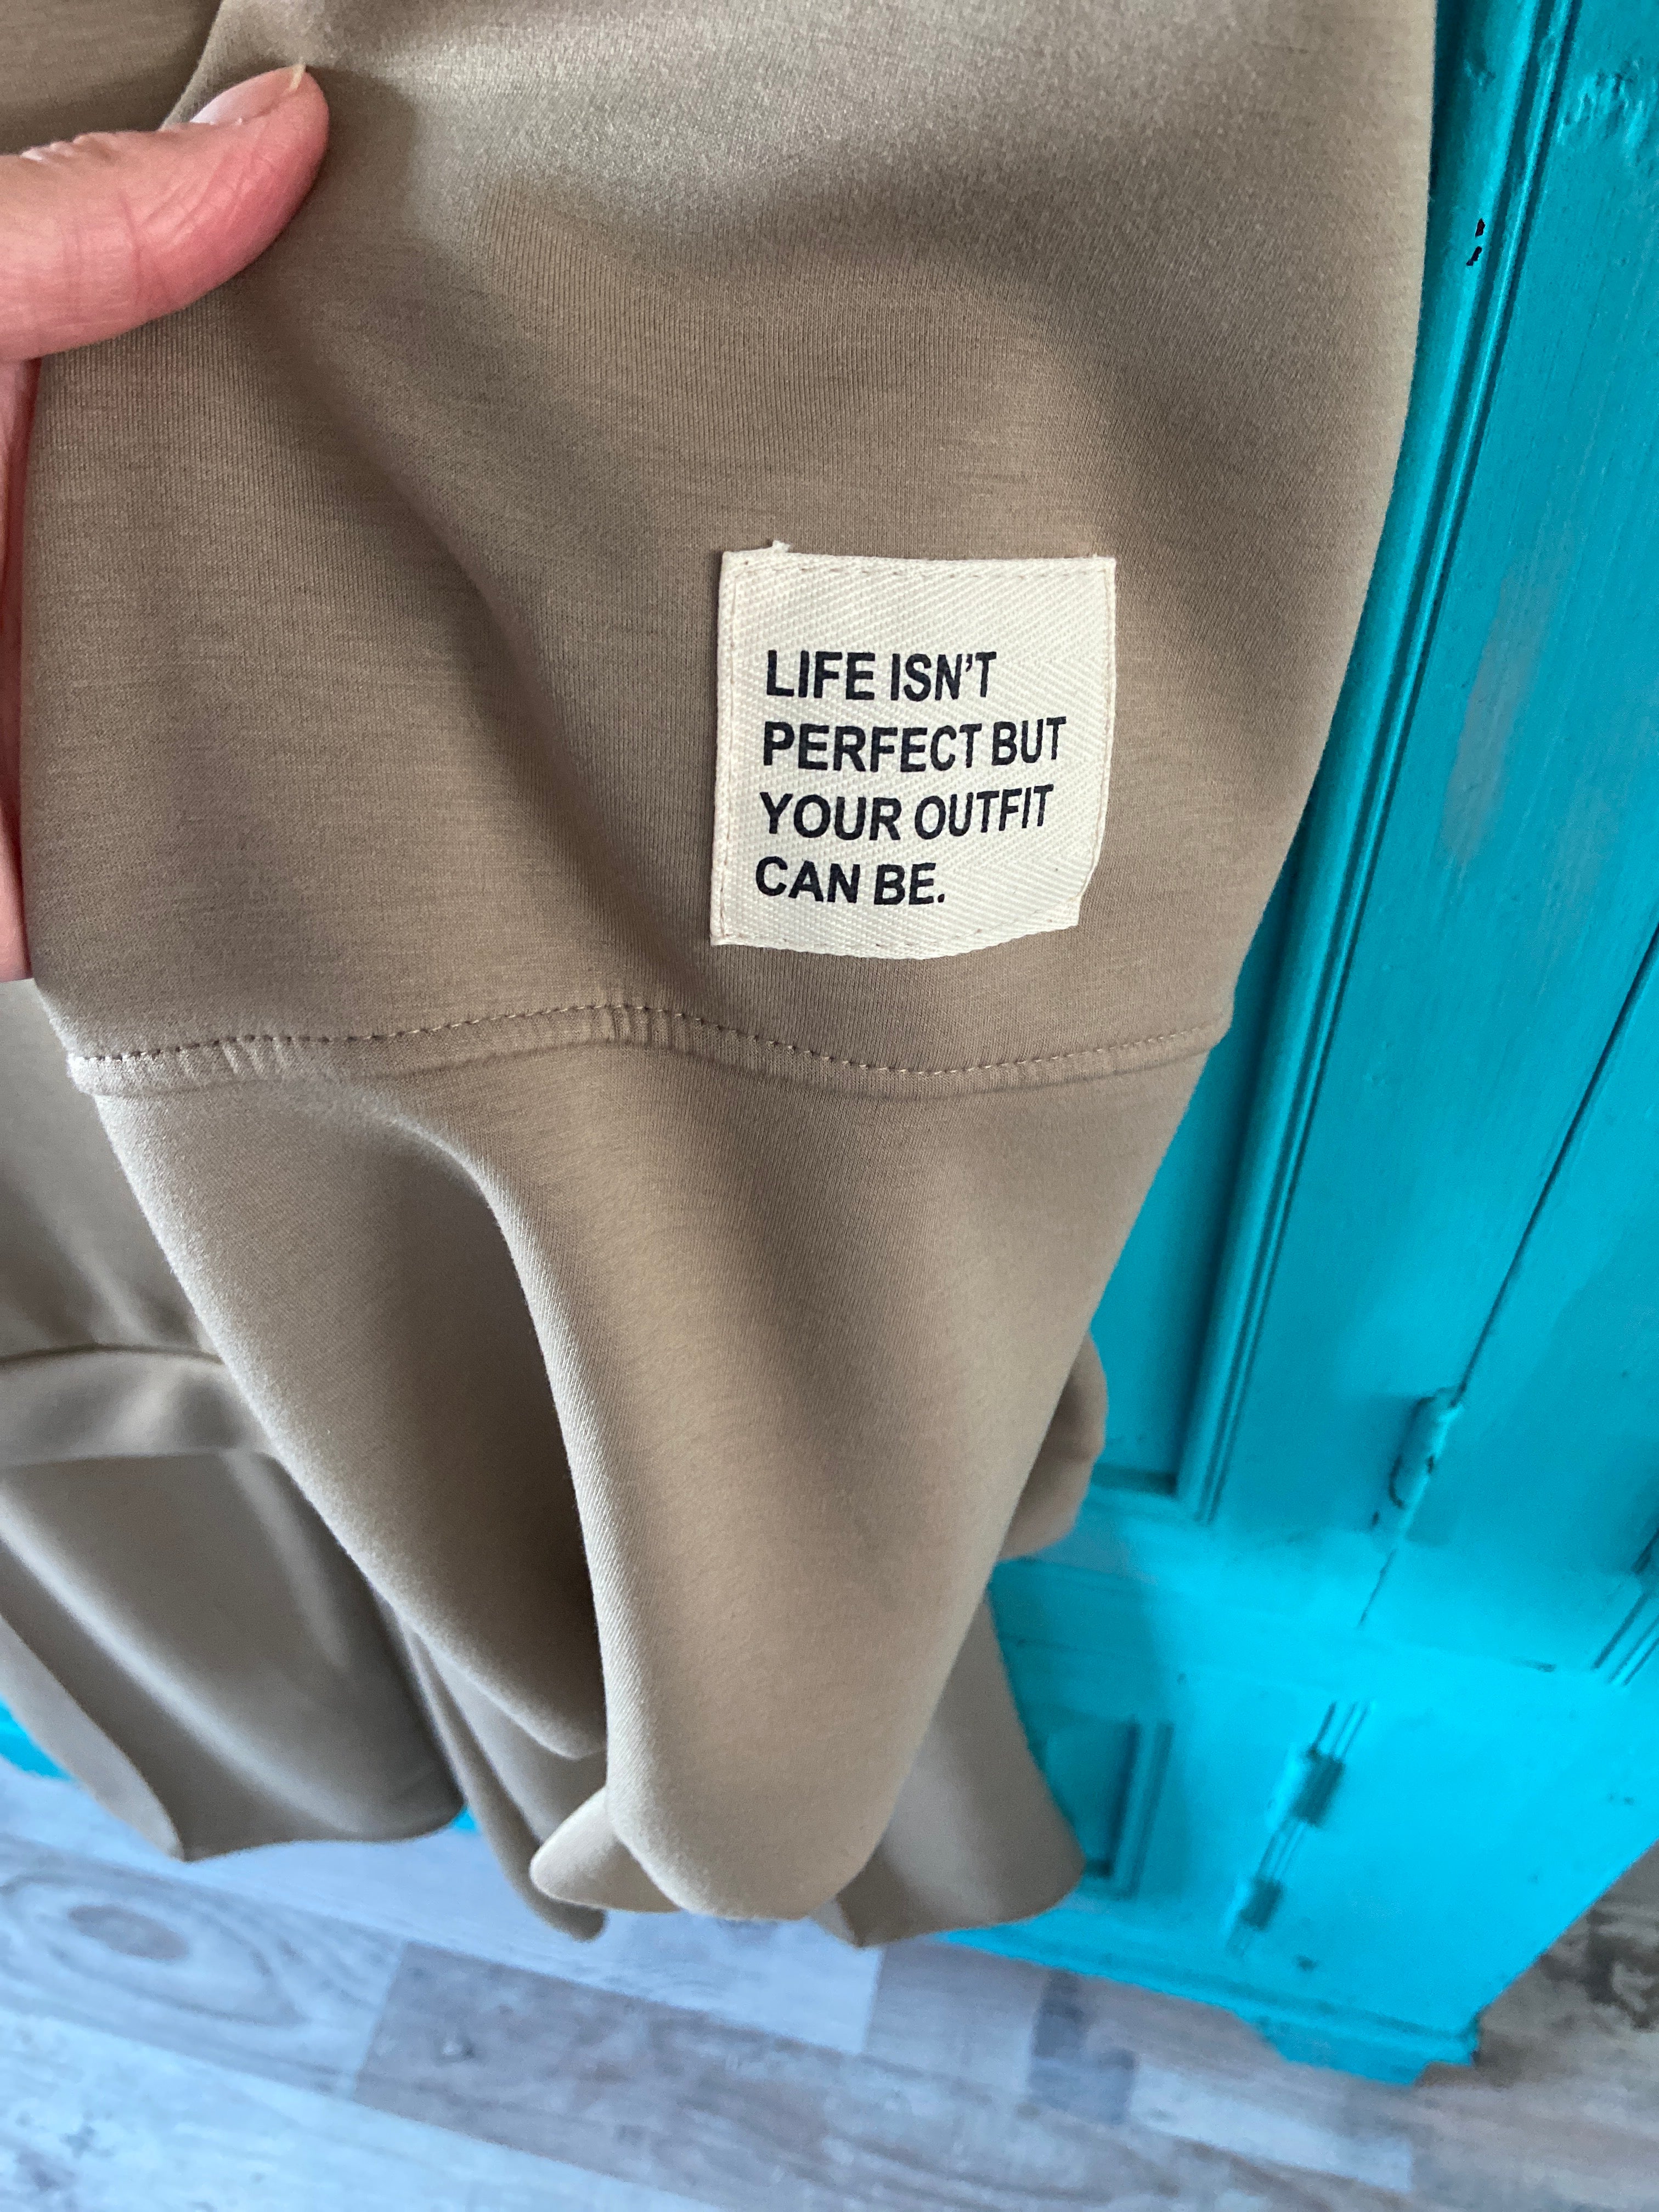 LIFE ISN'T
PERFECT BUT
YOUR OUTFIT
CAN BE.